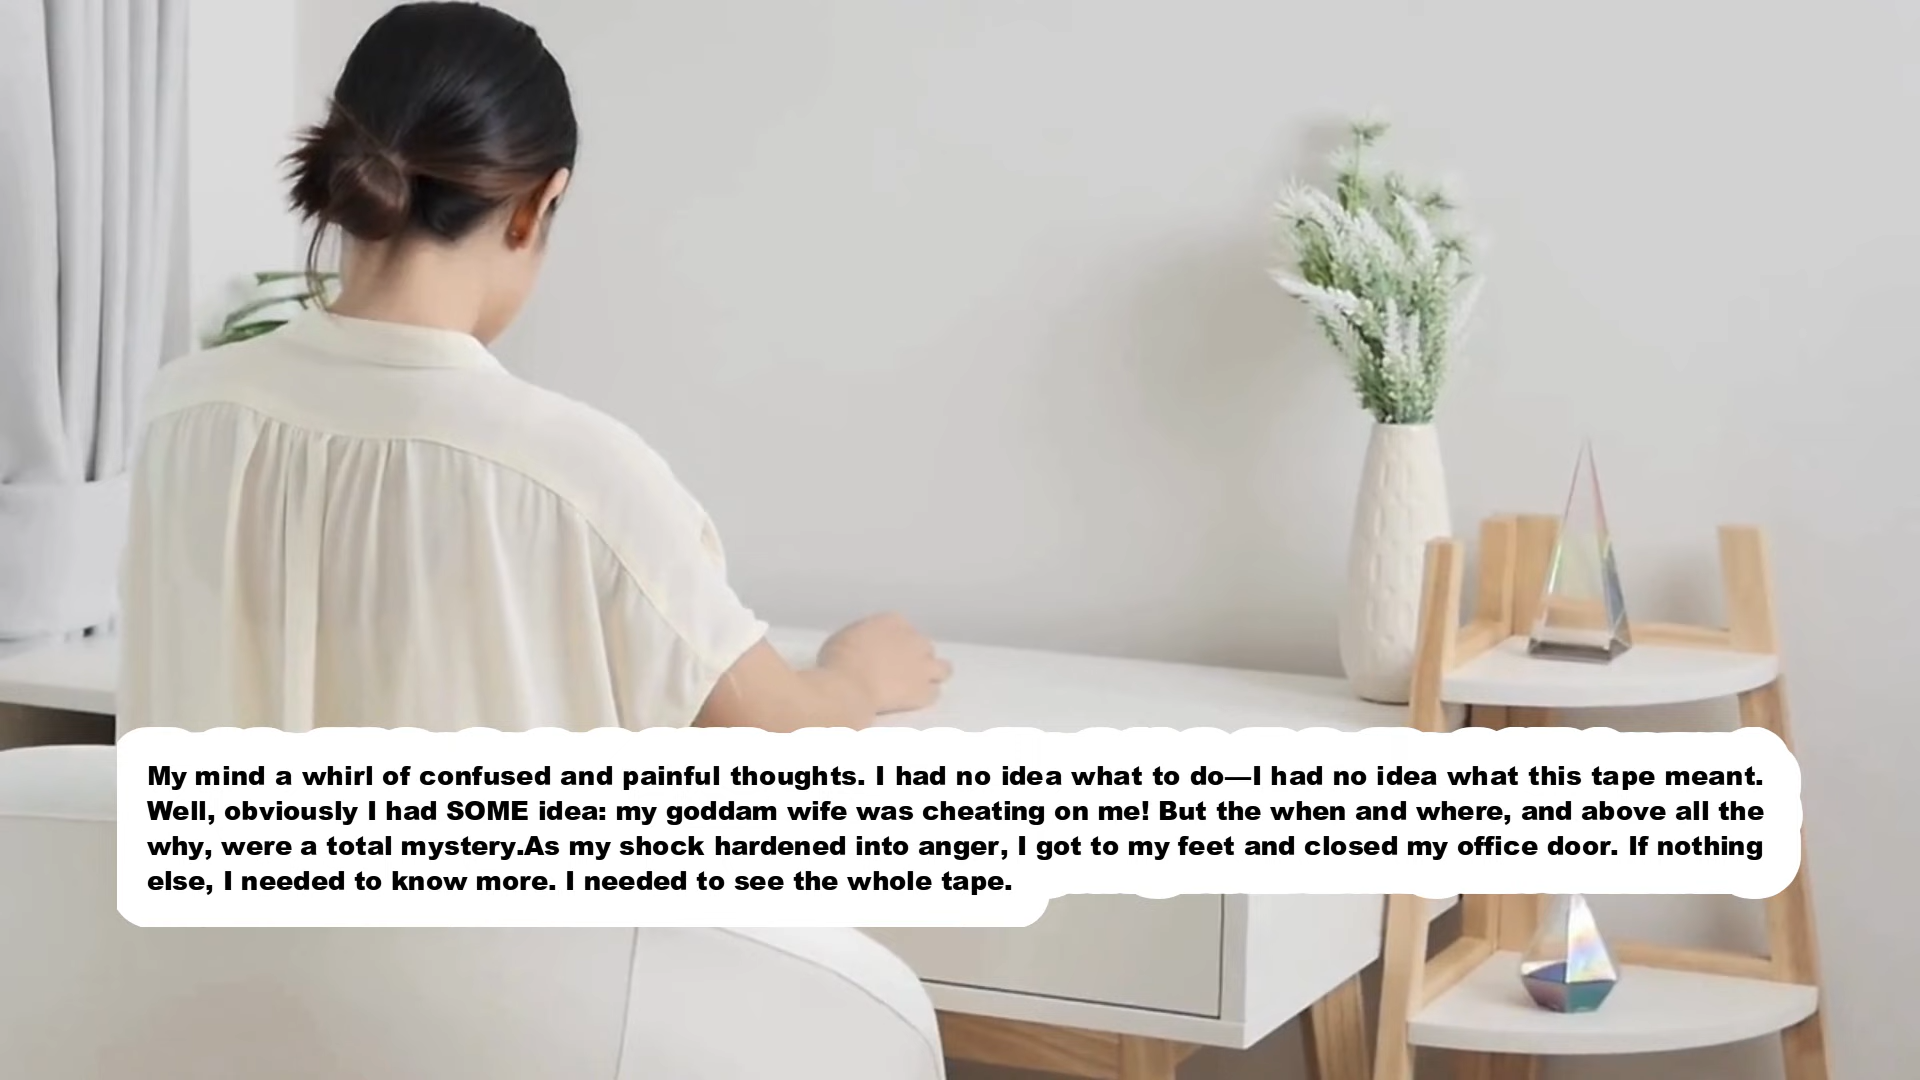 My mind a whirl of confused and painful thoughts. I had no idea what to do—I had no idea what this tape meant.
Well, obviously I had SOME idea: my goddam wife was cheating on me! But the when and where, and above all the
why, were a total mystery.As my shock hardened into anger, I got to my feet and closed my office door. If nothing
else, I needed to know more. I needed to see the whole tape.